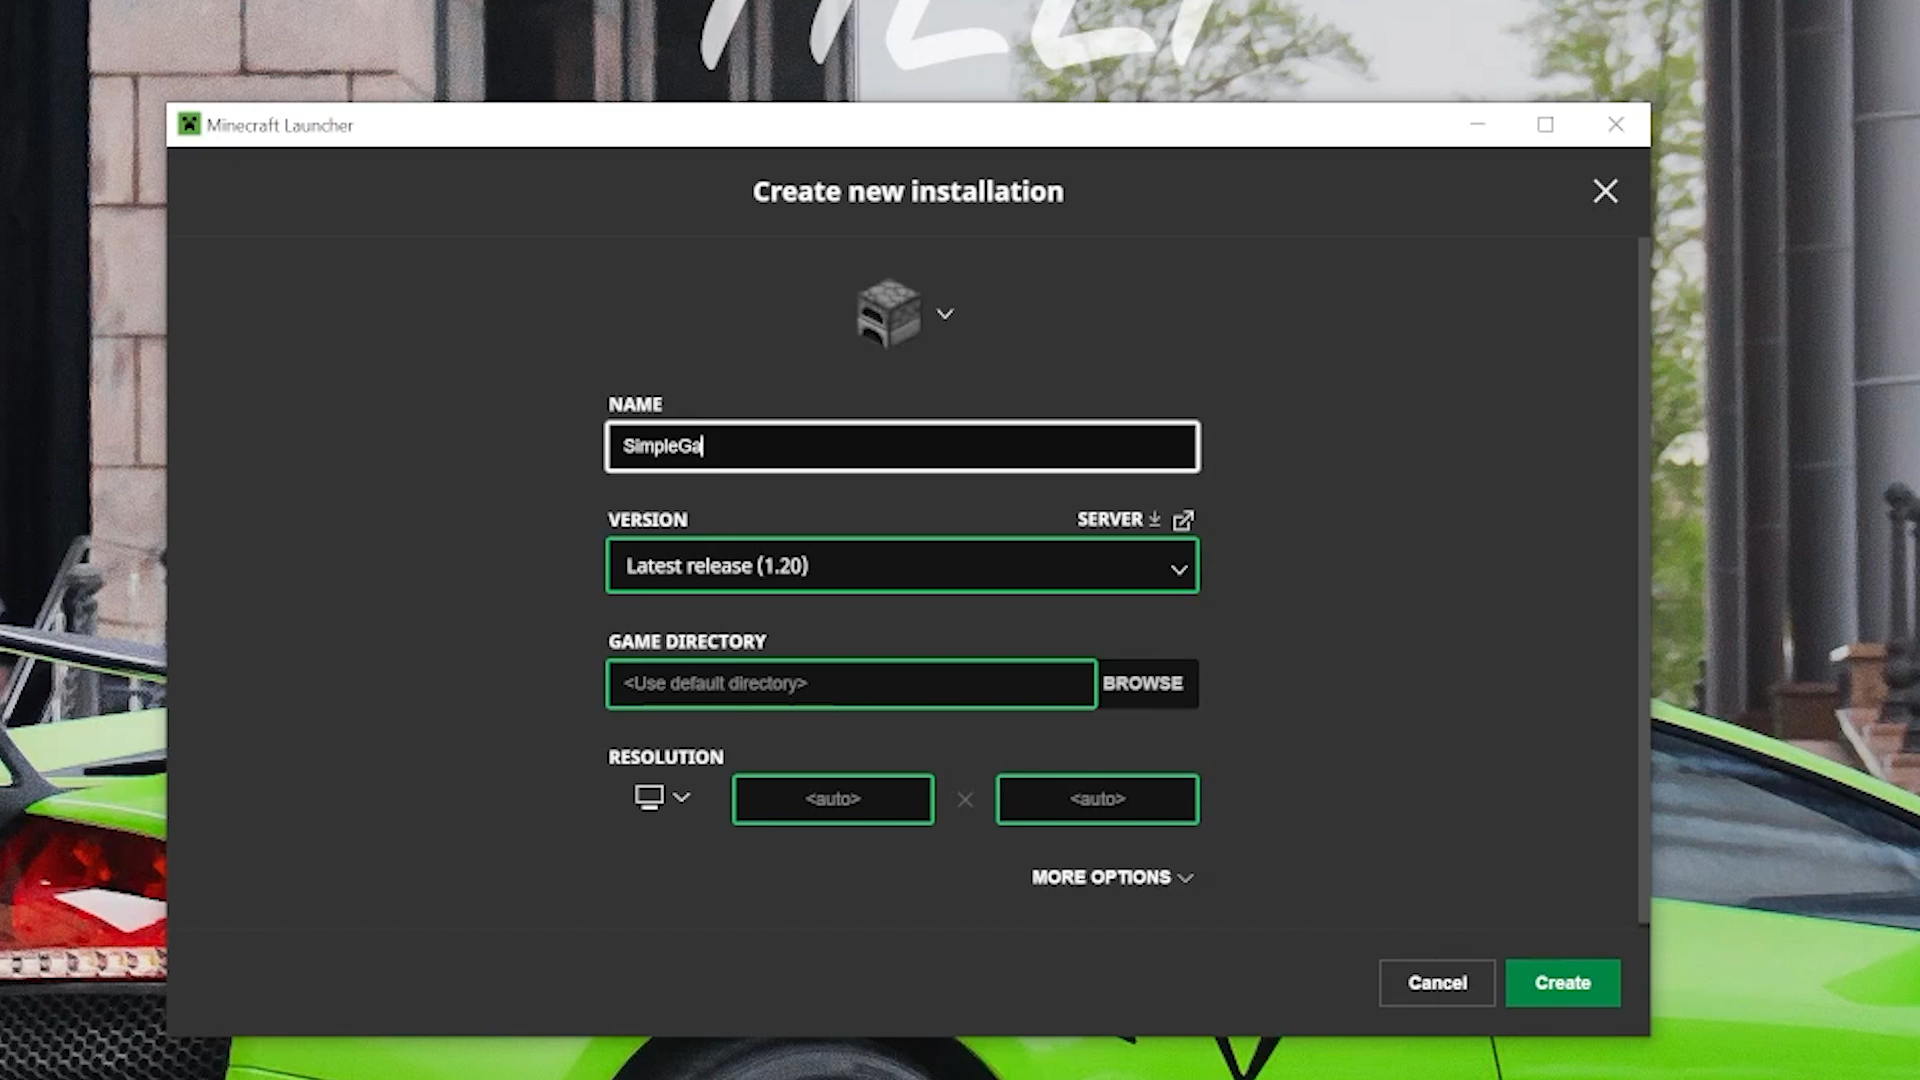 Minecraft Launcher
Create new installation
NAME
SimpleGa
VERSION
SERVER
Latest release (1.20)
GAME DIRECTORY
<Use default directory>
BROWSE
RESOLUTION
<auto>
<auto>
MORE OPTIONS
Cancel
Create